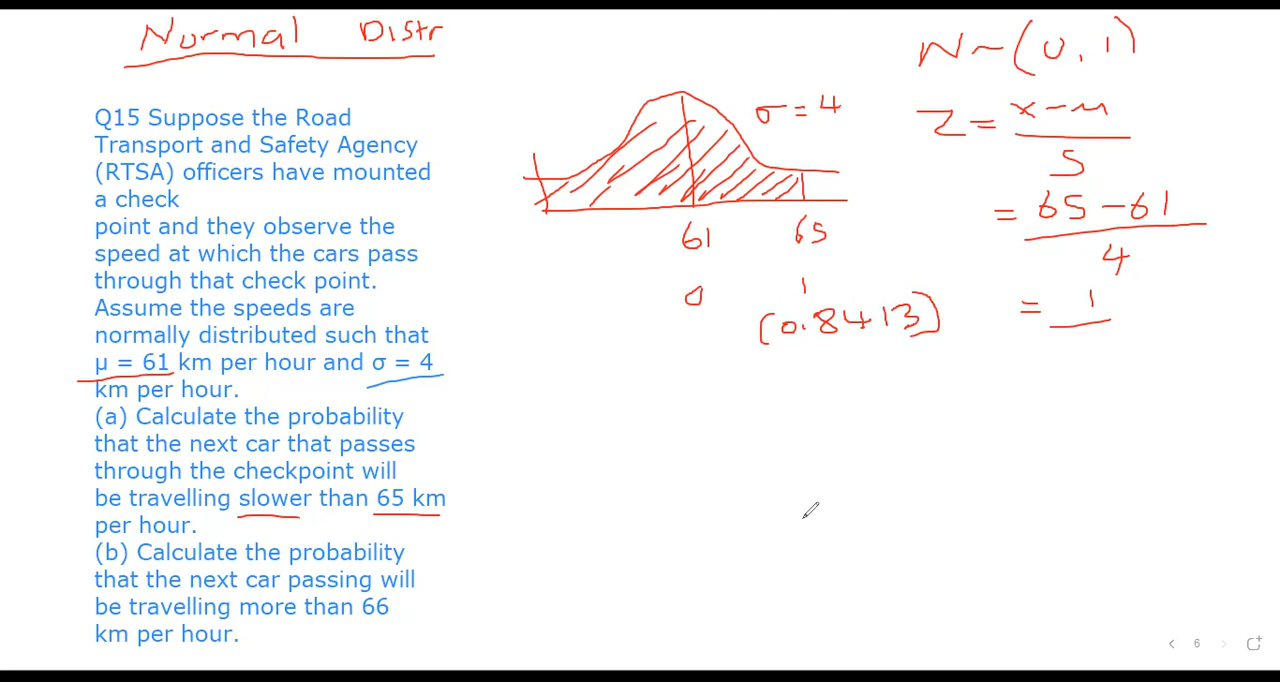 Normal Distr
Q15 Suppose the Road
Transport and Safety Agency
(RTSA) officers have mounted
a check
point and they observe the
speed at which the cars pass
through that check point.
Assume the speeds are
normally distributed such that
µ = 61 km per hour and σ = 4
km per hour.
(a) Calculate the probability
that the next car that passes
through the checkpoint will
be travelling slower than 65 km
per hour.
(b) Calculate the probability
that the next car passing will
be travelling more than 66
km per hour.
σ = 4
61 65
0 1
(0.8413)
N~(0,1)
Z = x-µ
S
= 65-61
4
= 1
6